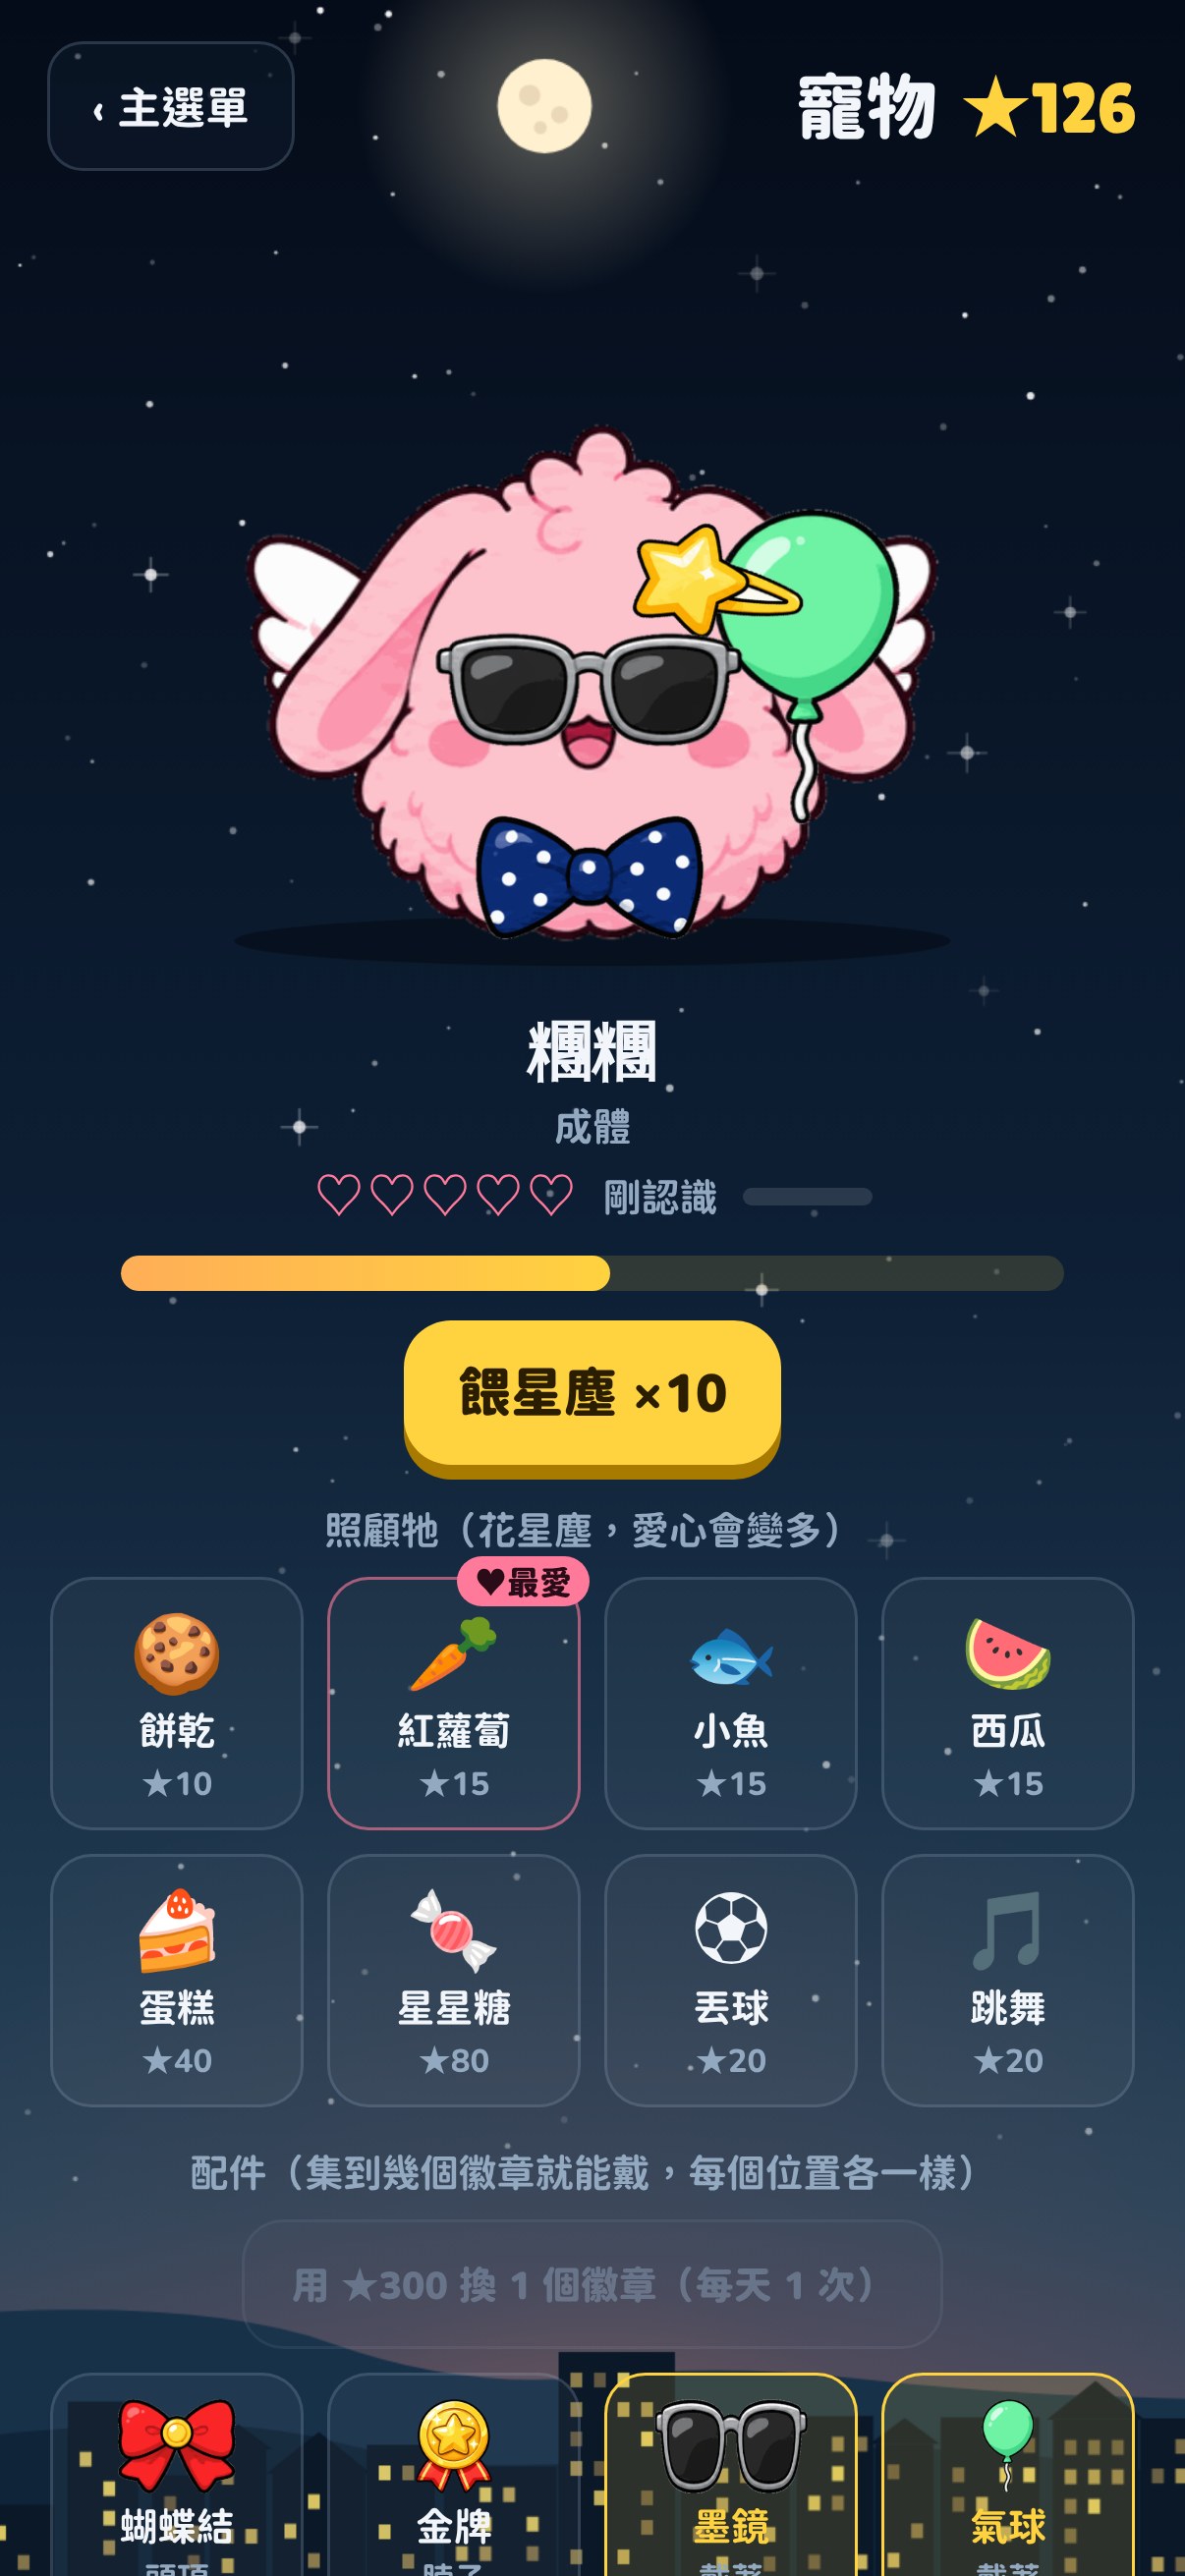 ‹ 主選單
寵物 ★126
糰糰
成體
♡♡♡♡♡ 剛認識
餵星塵 ×10
照顧牠（花星塵，愛心會變多）
♥最愛
餅乾 紅蘿蔔 小魚 西瓜
★10 ★15 ★15 ★15
蛋糕 星星糖 丟球 跳舞
★40 ★80 ★20 ★20
配件（集到幾個徽章就能戴，每個位置各一樣）
用 ★300 換 1 個徽章（每天 1 次）
蝴蝶結 金牌 墨鏡 氣球